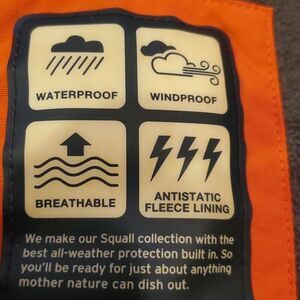 WATERPROOF
WINDPROOF
BREATHABLE
ANTISTATIC
FLEECE LINING
We make our Squall collection with the
best all-weather protection built in. So
you'll be ready for just about anything
mother nature can dish out.